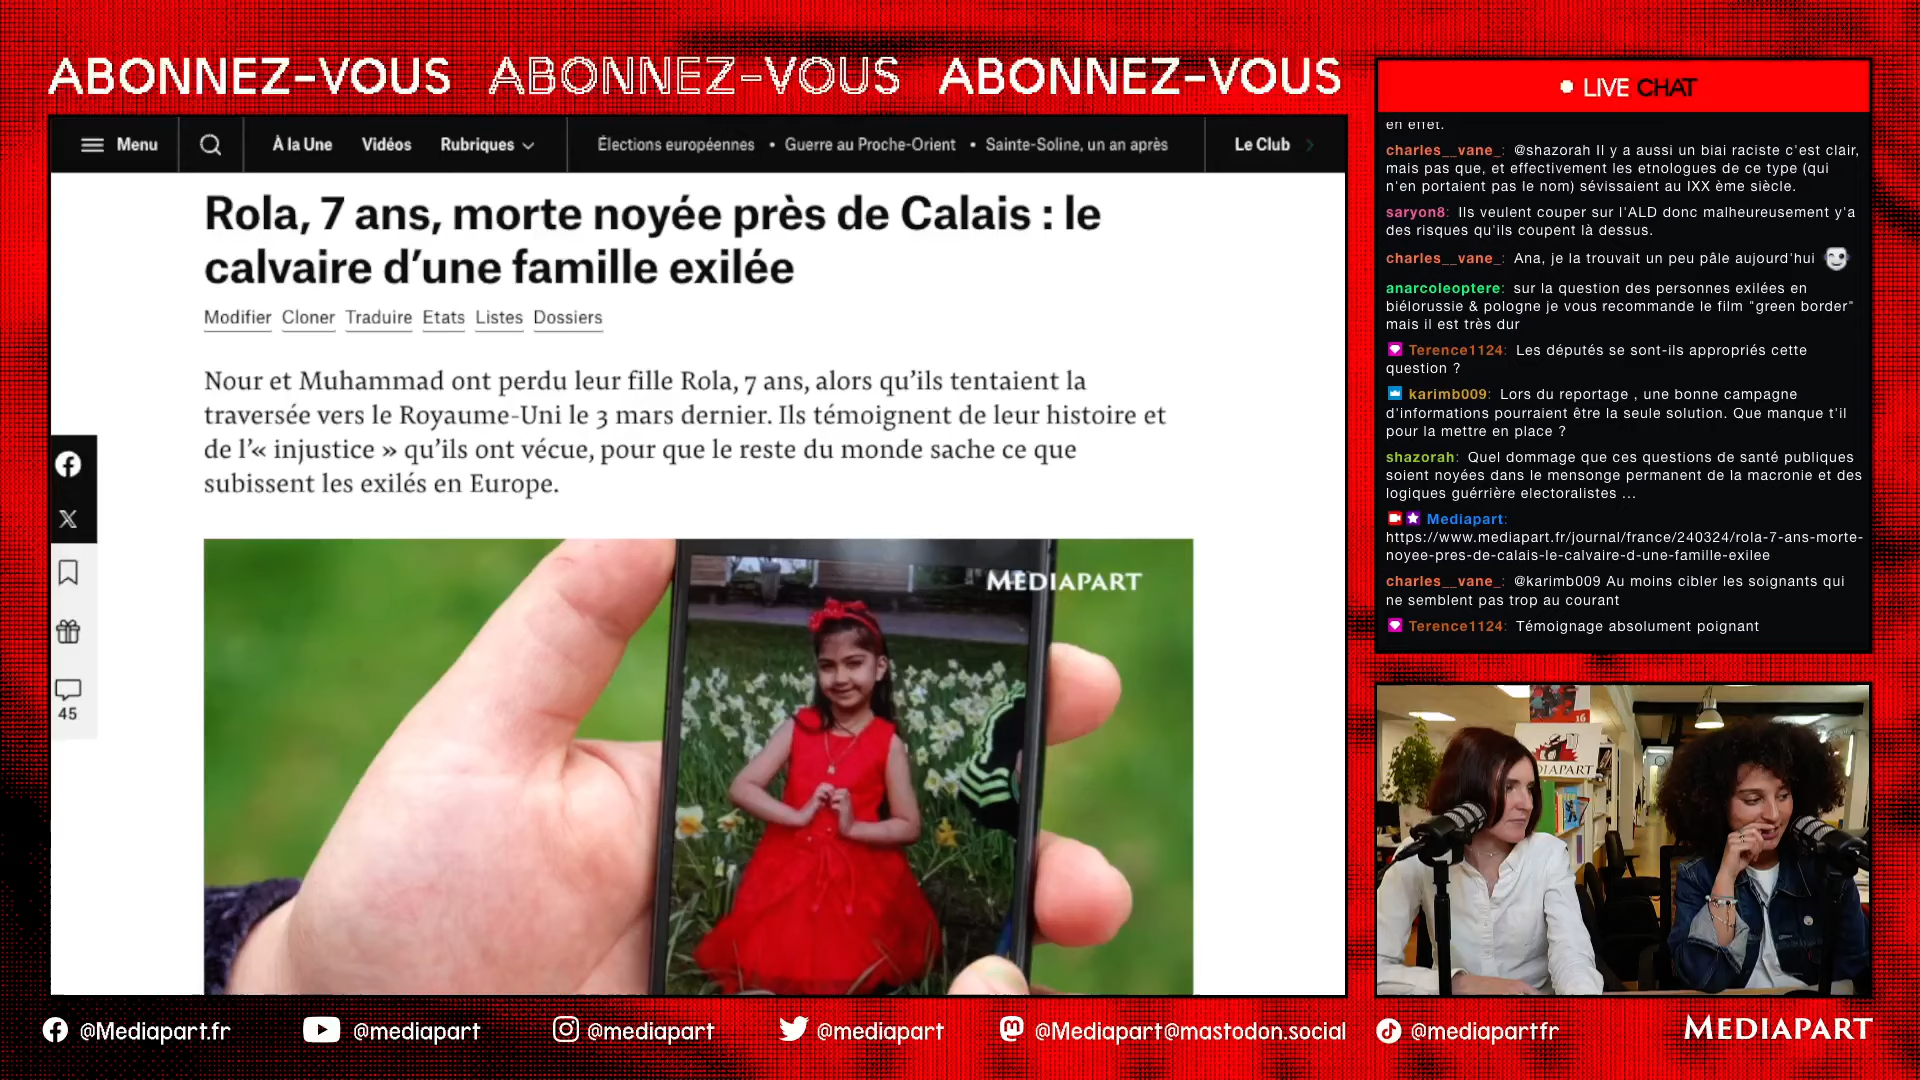 ABONNEZ-VOUS ABONNEZ-VOUS ABONNEZ-VOUS
Menu
À la Une Vidéos Rubriques
Élections européennes • Guerre au Proche-Orient • Sainte-Soline, un an après
Le Club
Rola, 7 ans, morte noyée près de Calais : le
calvaire d’une famille exilée
Modifier Cloner Traduire Etats Listes Dossiers
Nour et Muhammad ont perdu leur fille Rola, 7 ans, alors qu’ils tentaient la
traversée vers le Royaume-Uni le 3 mars dernier. Ils témoignent de leur histoire et
de l’« injustice » qu’ils ont vécue, pour que le reste du monde sache ce que
subissent les exilés en Europe.
45
MEDIAPART
LIVE CHAT
en effet.
charles__vane_: @shazorah Il y a aussi un biai raciste c'est clair,
mais pas que, et effectivement les etnologues de ce type (qui
n'en portaient pas le nom) sévissaient au IXX ème siècle.
saryon8: Ils veulent couper sur l'ALD donc malheureusement y'a
des risques qu'ils coupent là dessus.
charles__vane_: Ana, je la trouvait un peu pâle aujourd'hui
anarcoleoptere: sur la question des personnes exilées en
biélorussie & pologne je vous recommande le film "green border"
mais il est très dur
Terence1124: Les députés se sont-ils appropriés cette
question ?
karimb009: Lors du reportage , une bonne campagne
d'informations pourraient être la seule solution. Que manque t'il
pour la mettre en place ?
shazorah: Quel dommage que ces questions de santé publiques
soient noyées dans le mensonge permanent de la macronie et des
logiques guérrière electoralistes ...
Mediapart:
https://www.mediapart.fr/journal/france/240324/rola-7-ans-morte-
noyee-pres-de-calais-le-calvaire-d-une-famille-exilee
charles__vane_: @karimb009 Au moins cibler les soignants qui
ne semblent pas trop au courant
Terence1124: Témoignage absolument poignant
16
MEDIAPART
@Mediapart.fr
@mediapart
@mediapart
@mediapart
@Mediapart@mastodon.social
@mediapartfr
MEDIAPART